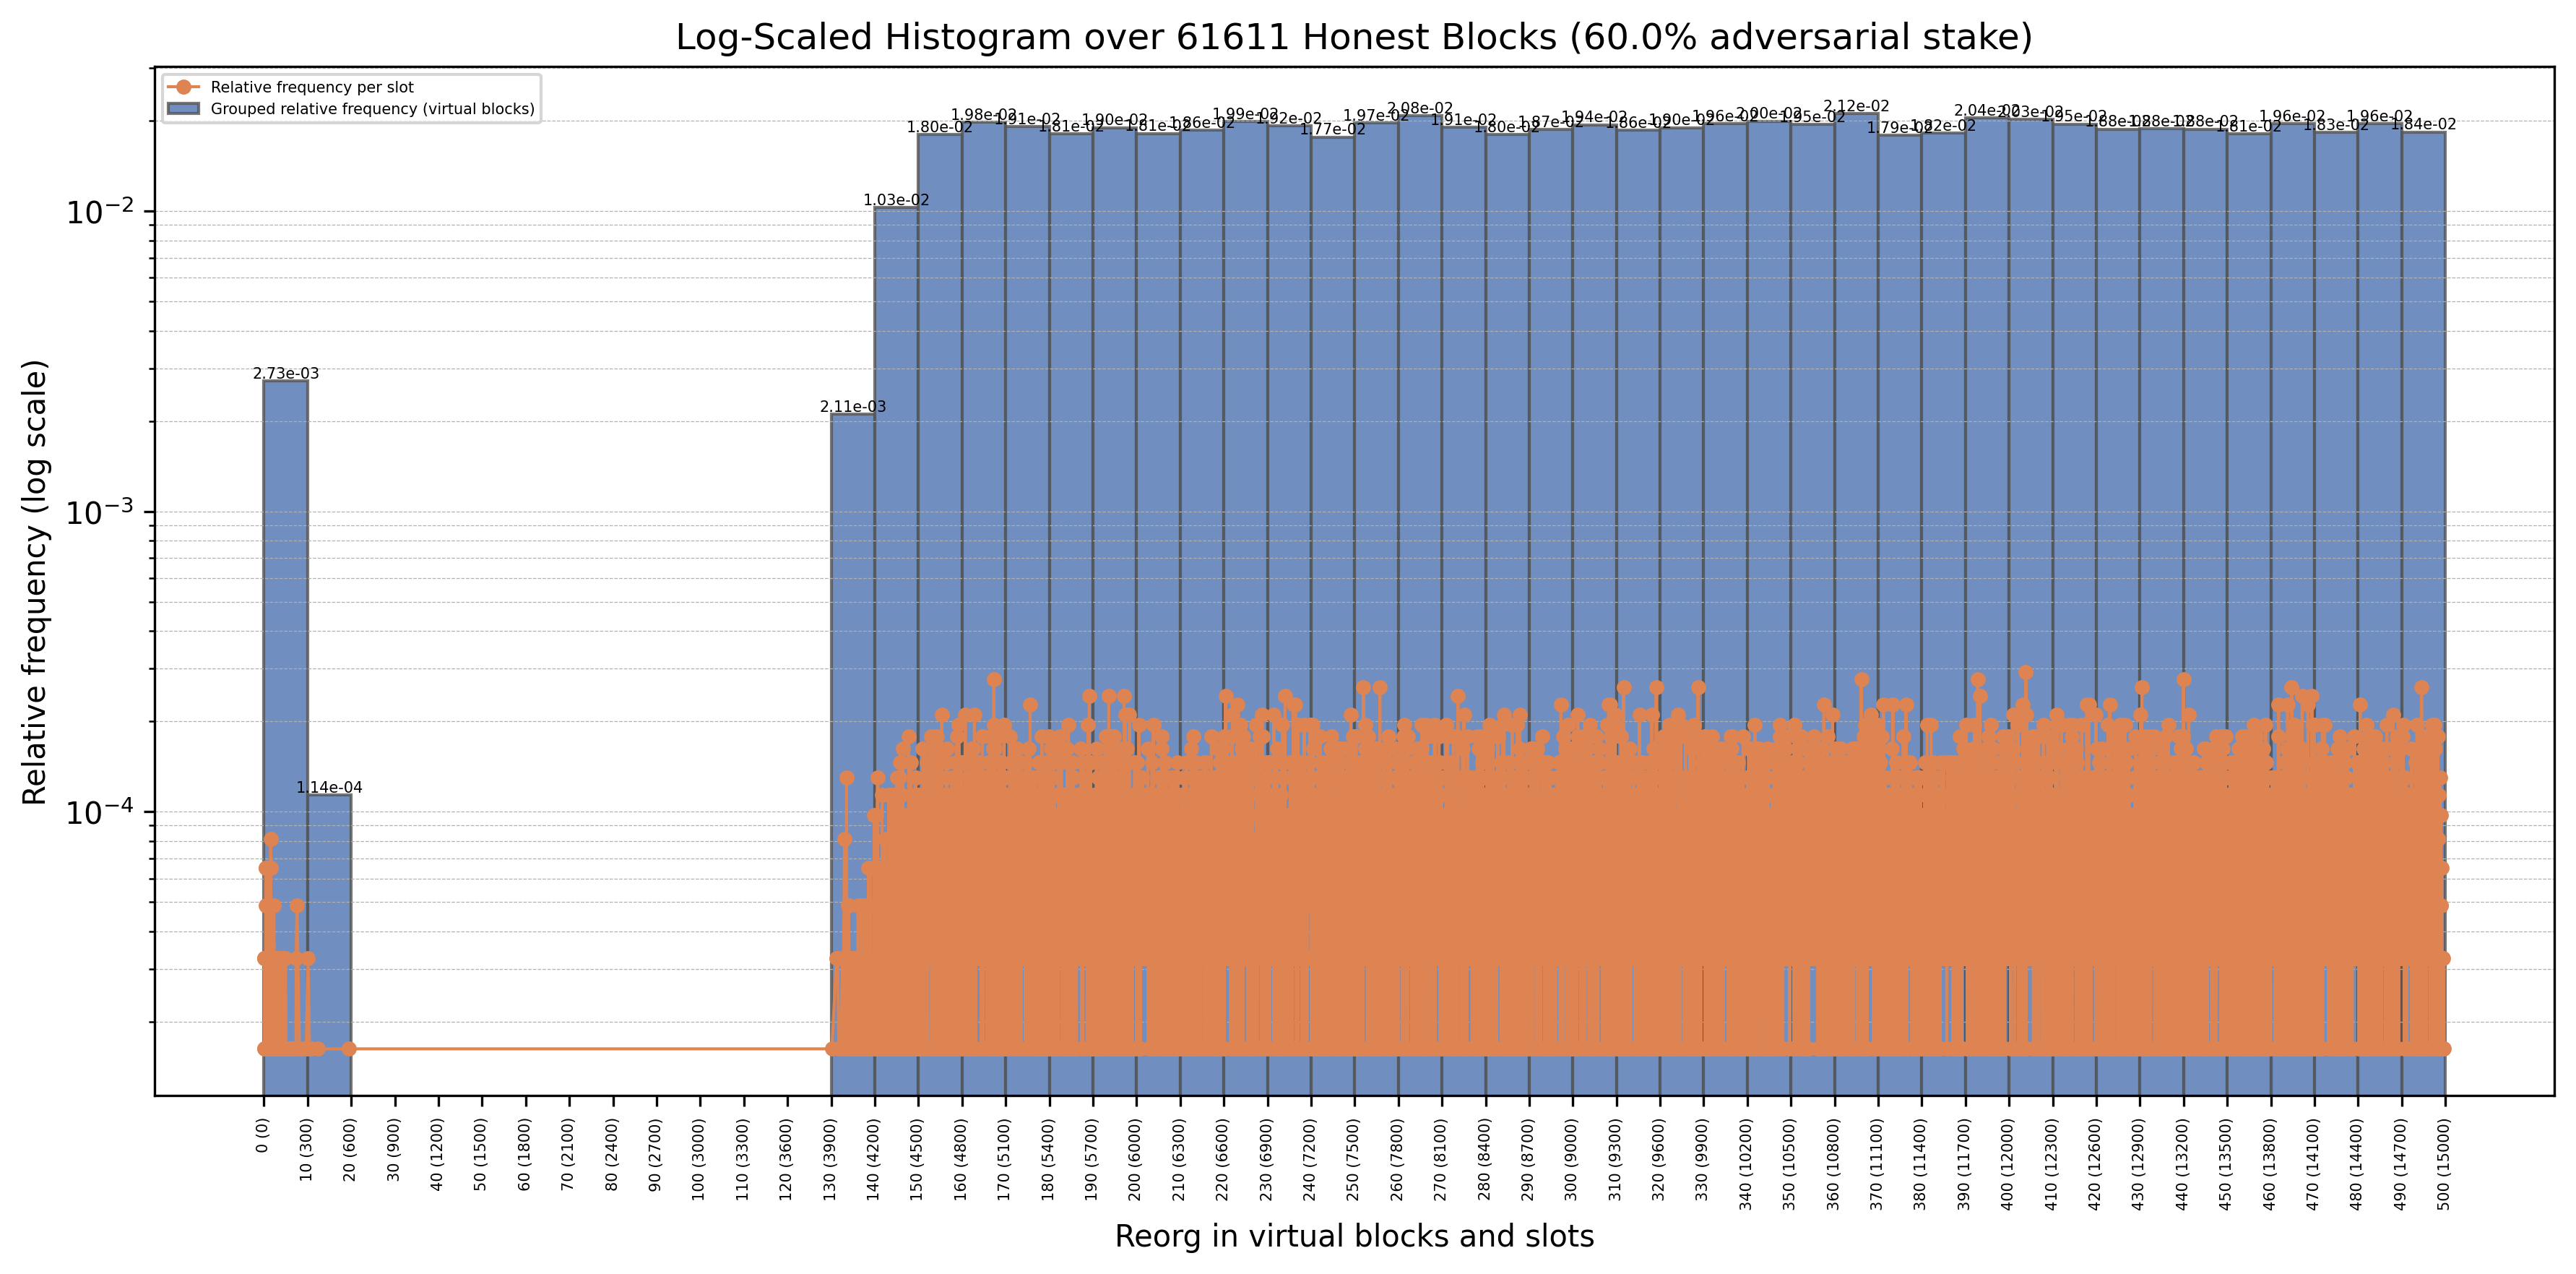 Log-Scaled Histogram over 61611 Honest Blocks (60.0% adversarial stake)
Relative frequency per slot
Grouped relative frequency (virtual blocks)
Relative frequency (log scale)
10⁻²
10⁻³
10⁻⁴
2.73e-03
1.14e-04
2.11e-03
1.03e-02
1.80e-02
1.98e-02
1.91e-02
1.81e-02
1.90e-02
1.81e-02
1.86e-02
1.99e-02
1.92e-02
1.77e-02
1.97e-02
2.08e-02
1.91e-02
1.80e-02
1.87e-02
1.94e-02
1.86e-02
1.90e-02
1.96e-02
2.00e-02
1.95e-02
2.12e-02
1.79e-02
1.82e-02
2.04e-02
2.03e-02
1.95e-02
1.88e-02
1.88e-02
1.88e-02
1.81e-02
1.96e-02
1.83e-02
1.96e-02
1.84e-02
0 (0)
10 (300)
20 (600)
30 (900)
40 (1200)
50 (1500)
60 (1800)
70 (2100)
80 (2400)
90 (2700)
100 (3000)
110 (3300)
120 (3600)
130 (3900)
140 (4200)
150 (4500)
160 (4800)
170 (5100)
180 (5400)
190 (5700)
200 (6000)
210 (6300)
220 (6600)
230 (6900)
240 (7200)
250 (7500)
260 (7800)
270 (8100)
280 (8400)
290 (8700)
300 (9000)
310 (9300)
320 (9600)
330 (9900)
340 (10200)
350 (10500)
360 (10800)
370 (11100)
380 (11400)
390 (11700)
400 (12000)
410 (12300)
420 (12600)
430 (12900)
440 (13200)
450 (13500)
460 (13800)
470 (14100)
480 (14400)
490 (14700)
500 (15000)
Reorg in virtual blocks and slots